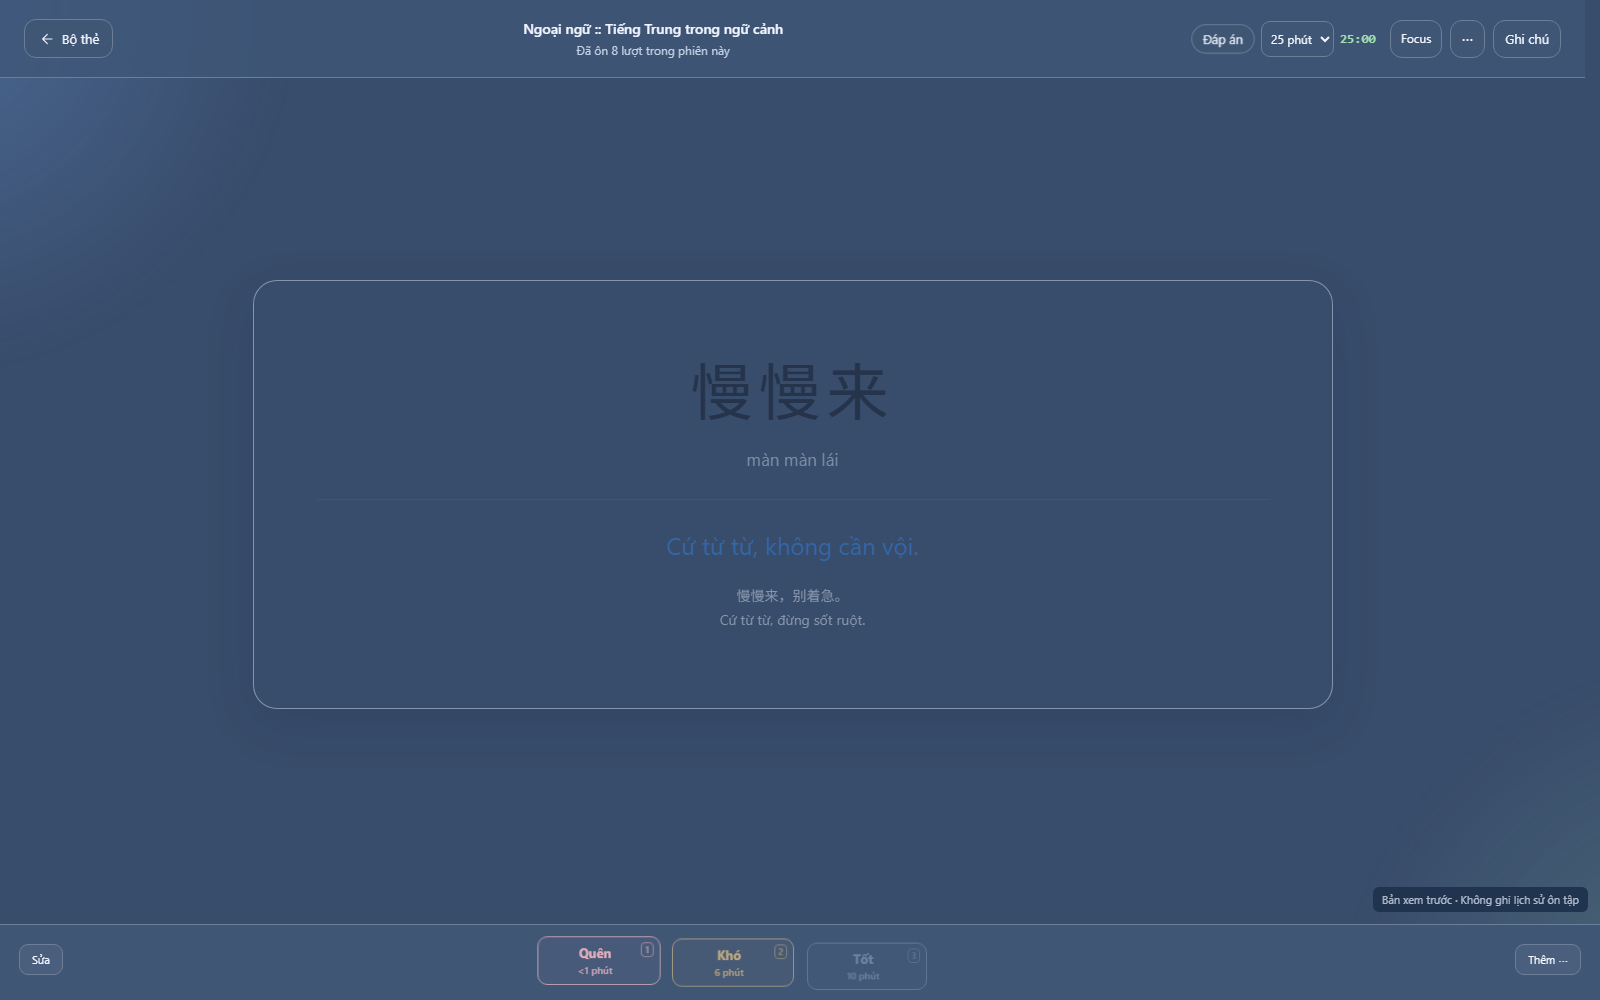 ← Bộ thẻ
Ngoại ngữ :: Tiếng Trung trong ngữ cảnh
Đã ôn 8 lượt trong phiên này
Đáp án
25 phút
25:00
Focus
···
Ghi chú
慢慢来
màn màn lái
Cứ từ từ, không cần vội.
慢慢来，别着急。
Cứ từ từ, đừng sốt ruột.
Bản xem trước · Không ghi lịch sử ôn tập
Sửa
Quên 1
<1 phút
Khó 2
6 phút
Tốt 3
10 phút
Thêm ···